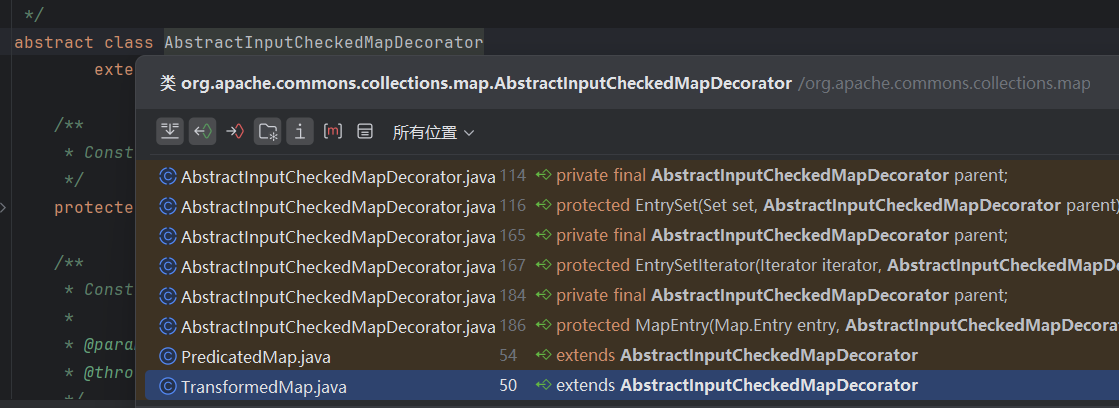 */
abstract class AbstractInputCheckedMapDecorator
exte
类 org.apache.commons.collections.map.AbstractInputCheckedMapDecorator /org.apache.commons.collections.map
/**
* Const
*/
protecte
/**
* Const
*
* @para
* @thro
*/
所有位置
AbstractInputCheckedMapDecorator.java 114 private final AbstractInputCheckedMapDecorator parent;
AbstractInputCheckedMapDecorator.java 116 protected EntrySet(Set set, AbstractInputCheckedMapDecorator parent)
AbstractInputCheckedMapDecorator.java 165 private final AbstractInputCheckedMapDecorator parent;
AbstractInputCheckedMapDecorator.java 167 protected EntrySetIterator(Iterator iterator, AbstractInputCheckedMapDe
AbstractInputCheckedMapDecorator.java 184 private final AbstractInputCheckedMapDecorator parent;
AbstractInputCheckedMapDecorator.java 186 protected MapEntry(Map.Entry entry, AbstractInputCheckedMapDecorat
PredicatedMap.java 54 extends AbstractInputCheckedMapDecorator
TransformedMap.java 50 extends AbstractInputCheckedMapDecorator